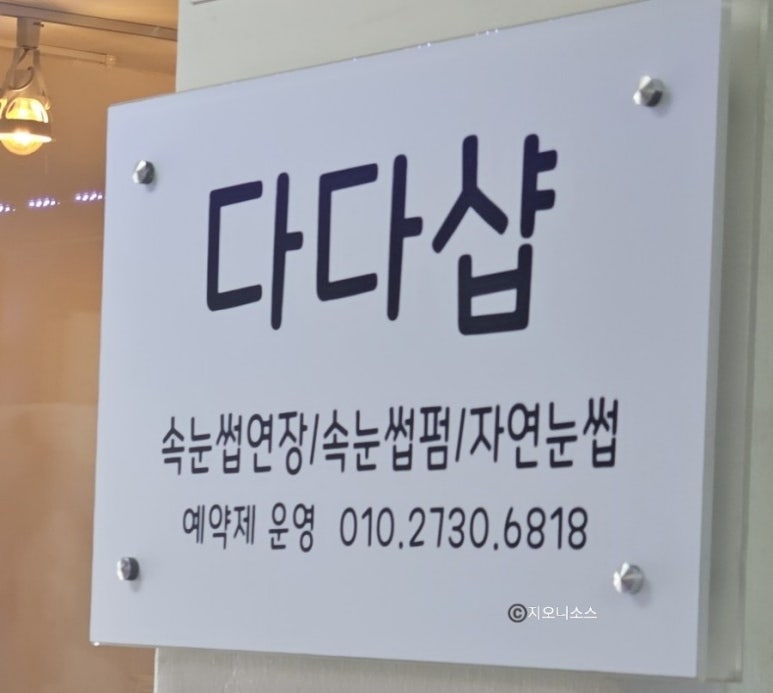 다다샵
속눈썹연장/속눈썹펌/자연눈썹
예약제 운영 010.2730.6818
©지오니소스